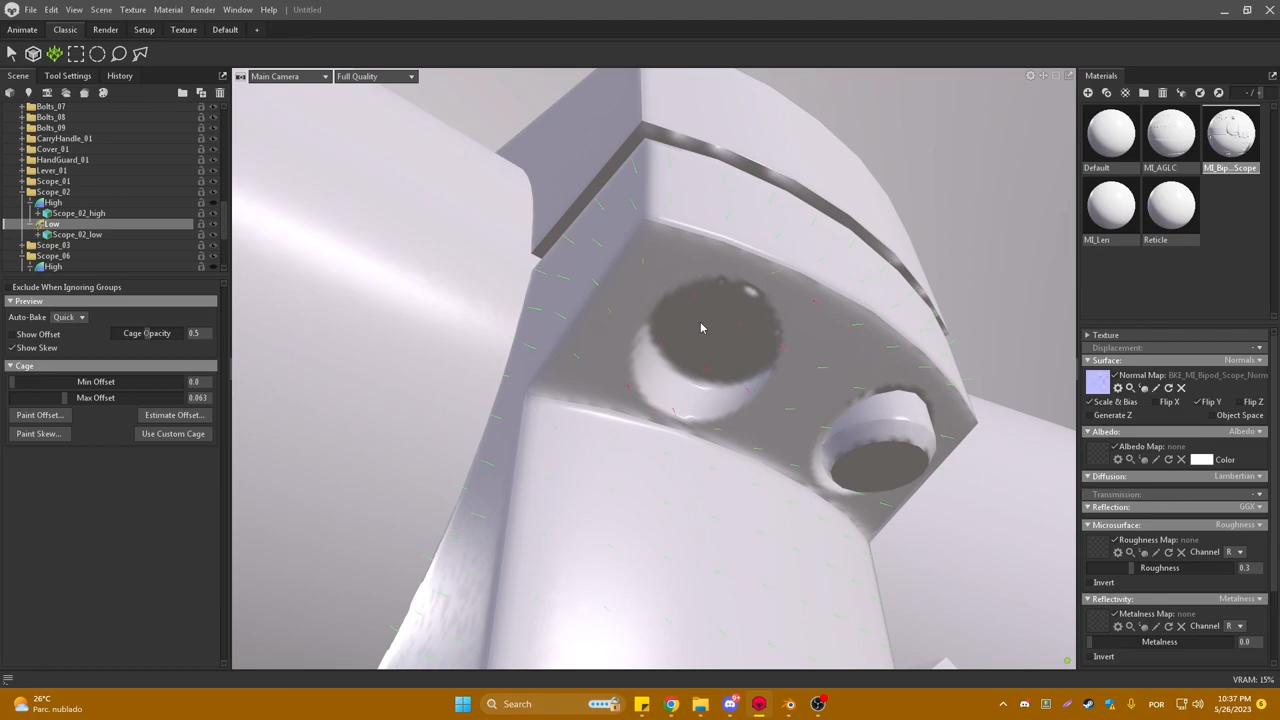 File Edit View Scene Texture Material Render Window Help Untitled
Animate Classic Render Setup Texture Default +
Scene Tool Settings History
Main Camera Full Quality
Materials
Bolts_07
Bolts_08
Bolts_09
CarryHandle_01
Cover_01
HandGuard_01
Lever_01
Scope_01
Scope_02
High
Scope_02_high
Low
Scope_02_low
Scope_03
Scope_06
High
Exclude When Ignoring Groups
Preview
Auto-Bake Quick
Show Offset Cage Opacity 0.5
Show Skew
Cage
Min Offset 0.0
Max Offset 0.063
Paint Offset... Estimate Offset...
Paint Skew... Use Custom Cage
- / -
Default MI_AGLC MI_Bip...Scope
MI_Len Reticle
Texture
Displacement: -
Surface: Normals
Normal Map: BKE_MI_Bipod_Scope_Norm
Scale & Bias Flip X Flip Y Flip Z
Generate Z Object Space
Albedo: Albedo
Albedo Map: none
Color
Diffusion: Lambertian
Transmission: -
Reflection: GGX
Microsurface: Roughness
Roughness Map: none
Channel R
Roughness 0.3
Invert
Reflectivity: Metalness
Metalness Map: none
Channel R
Metalness 0.0
Invert
VRAM: 15%
26°C
Parc. nublado
Search
POR
10:37 PM
5/26/2023